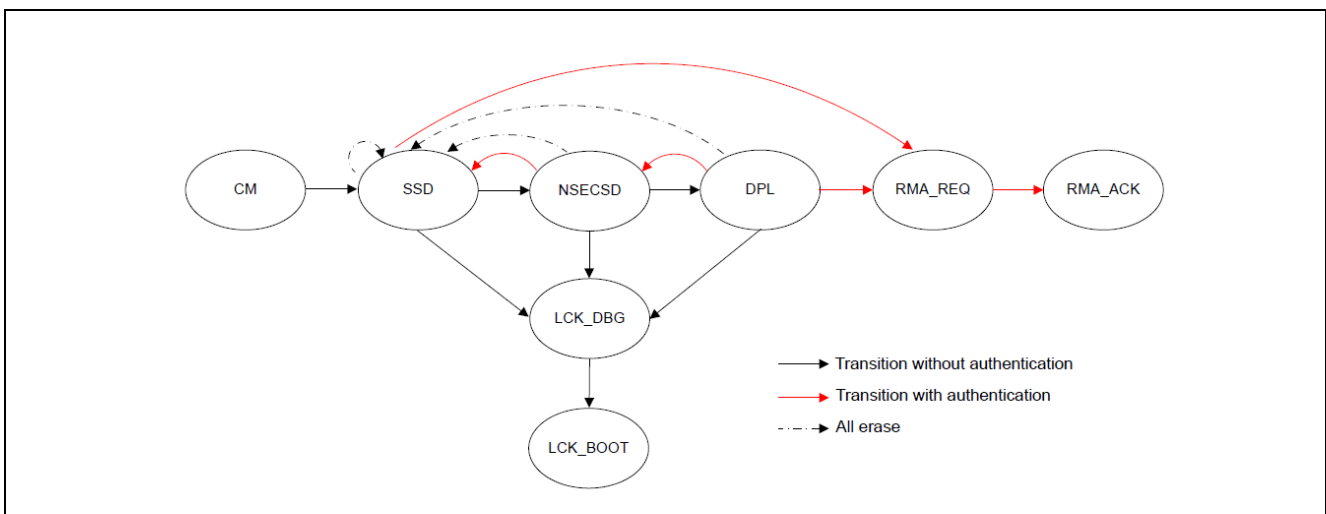 CM
SSD
NSECSD
DPL
RMA_REQ
RMA_ACK
LCK_DBG
LCK_BOOT
Transition without authentication
Transition with authentication
All erase